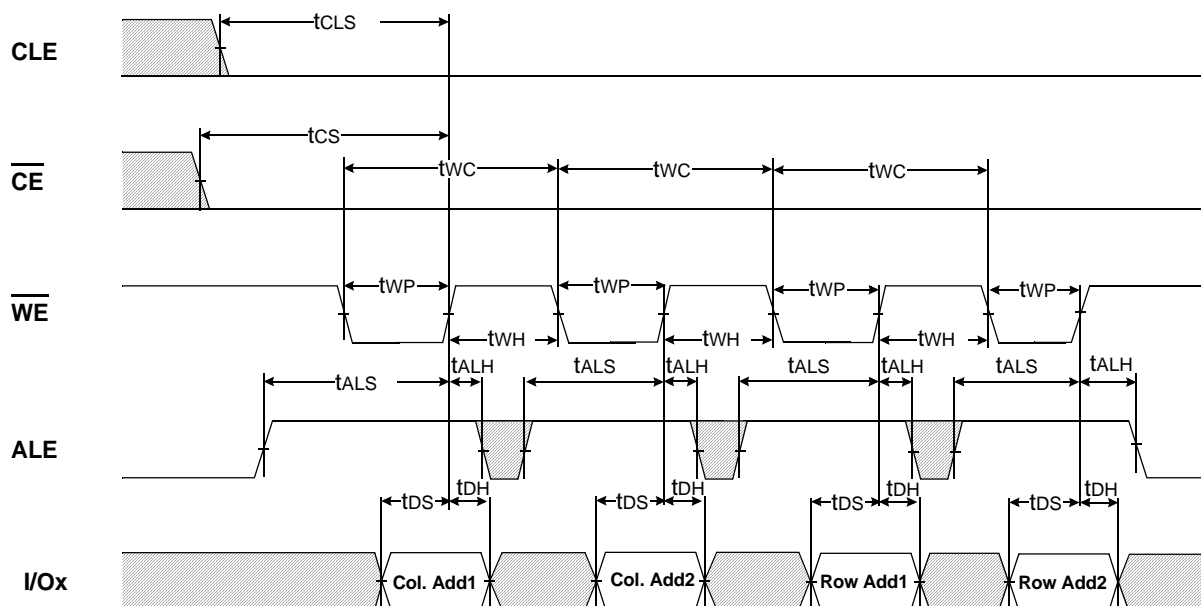 CLE
tCLS
CE
tCS
tWC tWC tWC
WE
tWP tWP tWP tWP
tWH tWH tWH
ALE
tALS tALH tALS tALH tALS tALH tALS tALH
tDS tDH tDS tDH tDS tDH tDS tDH
I/Ox
Col. Add1 Col. Add2 Row Add1 Row Add2